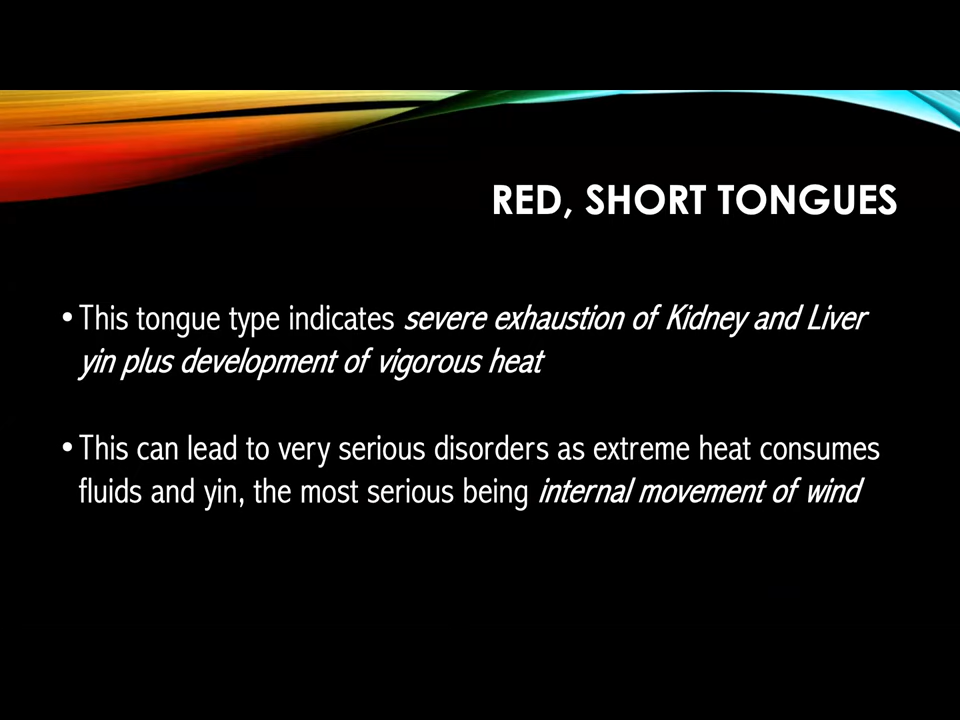 RED, SHORT TONGUES
• This tongue type indicates severe exhaustion of Kidney and Liver
yin plus development of vigorous heat
• This can lead to very serious disorders as extreme heat consumes
fluids and yin, the most serious being internal movement of wind